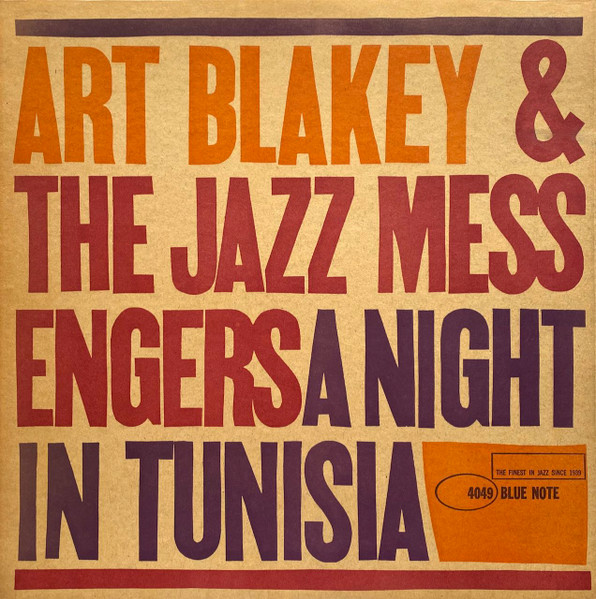 ART BLAKEY &
THE JAZZ MESS
ENGERS A NIGHT
IN TUNISIA
THE FINEST IN JAZZ SINCE 1939
4049 BLUE NOTE